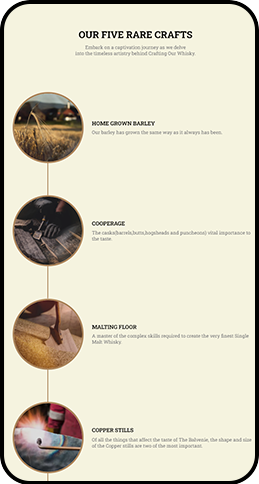 OUR FIVE RARE CRAFTS
Embark on a captivation journey as we delve
into the timeless artistry behind Crafting Our Whisky.
HOME GROWN BARLEY
Our barley has grown the same way as it always has been.
COOPERAGE
The casks(barrels,butts,hogsheads and puncheons) vital importance to
the taste.
MALTING FLOOR
A master of the complex skills required to create the very finest Single
Malt Whisky.
COPPER STILLS
Of all the things that affect the taste of The Balvenie, the shape and size
of the Copper stills are two of the most important.